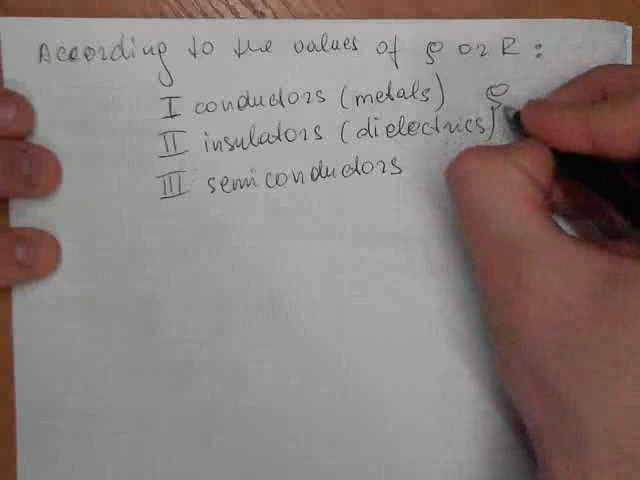 According to the values of ρ or R:
I conductors (metals) ρ
II insulators (dielectrics)
III semiconductors